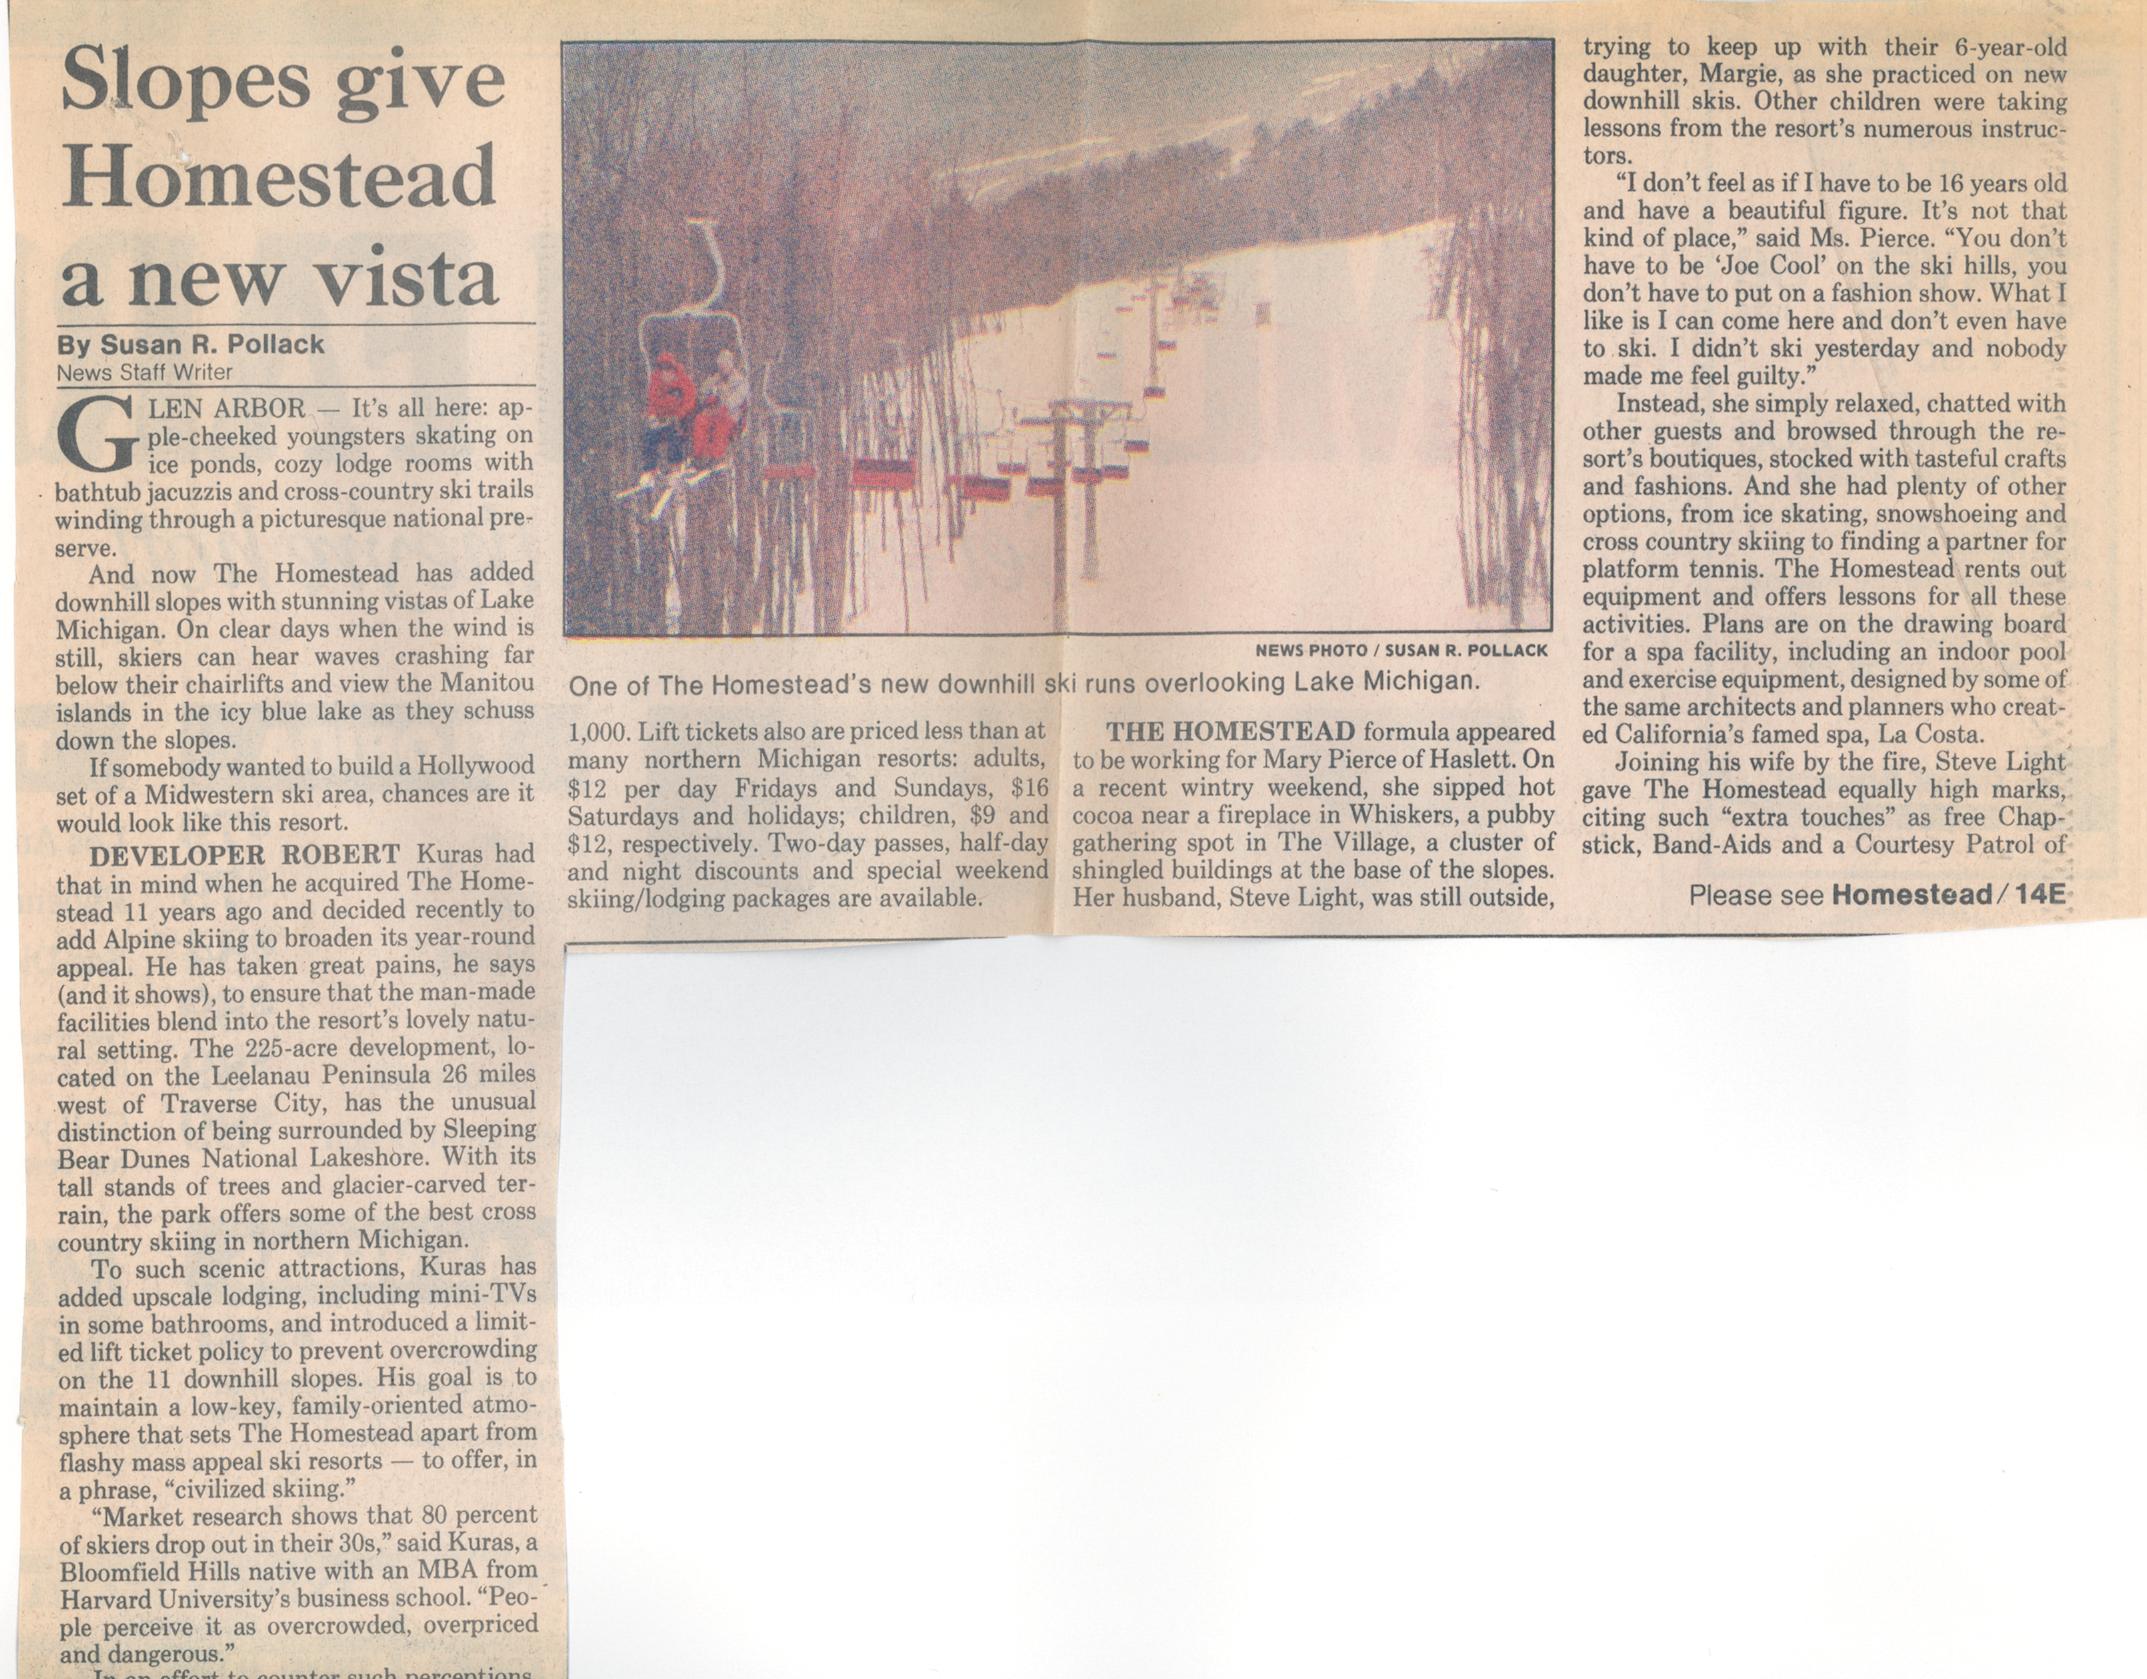 Slopes give
Homestead
a new vista
By Susan R. Pollack
News Staff Writer
GLEN ARBOR — It's all here: ap-
ple-cheeked youngsters skating on
ice ponds, cozy lodge rooms with
bathtub jacuzzis and cross-country ski trails
winding through a picturesque national pre-
serve.
And now The Homestead has added
downhill slopes with stunning vistas of Lake
Michigan. On clear days when the wind is
still, skiers can hear waves crashing far
below their chairlifts and view the Manitou
islands in the icy blue lake as they schuss
down the slopes.
If somebody wanted to build a Hollywood
set of a Midwestern ski area, chances are it
would look like this resort.
DEVELOPER ROBERT Kuras had
that in mind when he acquired The Home-
stead 11 years ago and decided recently to
add Alpine skiing to broaden its year-round
appeal. He has taken great pains, he says
(and it shows), to ensure that the man-made
facilities blend into the resort's lovely natu-
ral setting. The 225-acre development, lo-
cated on the Leelanau Peninsula 26 miles
west of Traverse City, has the unusual
distinction of being surrounded by Sleeping
Bear Dunes National Lakeshore. With its
tall stands of trees and glacier-carved ter-
rain, the park offers some of the best cross
country skiing in northern Michigan.
To such scenic attractions, Kuras has
added upscale lodging, including mini-TVs
in some bathrooms, and introduced a limit-
ed lift ticket policy to prevent overcrowding
on the 11 downhill slopes. His goal is to
maintain a low-key, family-oriented atmo-
sphere that sets The Homestead apart from
flashy mass appeal ski resorts — to offer, in
a phrase, “civilized skiing.”
“Market research shows that 80 percent
of skiers drop out in their 30s,” said Kuras, a
Bloomfield Hills native with an MBA from
Harvard University's business school. “Peo-
ple perceive it as overcrowded, overpriced
and dangerous.”
In an effort to counter such perceptions,
NEWS PHOTO / SUSAN R. POLLACK
One of The Homestead's new downhill ski runs overlooking Lake Michigan.
1,000. Lift tickets also are priced less than at
many northern Michigan resorts: adults,
$12 per day Fridays and Sundays, $16
Saturdays and holidays; children, $9 and
$12, respectively. Two-day passes, half-day
and night discounts and special weekend
skiing/lodging packages are available.
THE HOMESTEAD formula appeared
to be working for Mary Pierce of Haslett. On
a recent wintry weekend, she sipped hot
cocoa near a fireplace in Whiskers, a pubby
gathering spot in The Village, a cluster of
shingled buildings at the base of the slopes.
Her husband, Steve Light, was still outside,
trying to keep up with their 6-year-old
daughter, Margie, as she practiced on new
downhill skis. Other children were taking
lessons from the resort's numerous instruc-
tors.
“I don't feel as if I have to be 16 years old
and have a beautiful figure. It's not that
kind of place,” said Ms. Pierce. “You don't
have to be ‘Joe Cool’ on the ski hills, you
don't have to put on a fashion show. What I
like is I can come here and don't even have
to ski. I didn't ski yesterday and nobody
made me feel guilty.”
Instead, she simply relaxed, chatted with
other guests and browsed through the re-
sort's boutiques, stocked with tasteful crafts
and fashions. And she had plenty of other
options, from ice skating, snowshoeing and
cross country skiing to finding a partner for
platform tennis. The Homestead rents out
equipment and offers lessons for all these
activities. Plans are on the drawing board
for a spa facility, including an indoor pool
and exercise equipment, designed by some of
the same architects and planners who creat-
ed California's famed spa, La Costa.
Joining his wife by the fire, Steve Light
gave The Homestead equally high marks,
citing such “extra touches” as free Chap-
stick, Band-Aids and a Courtesy Patrol of
Please see Homestead / 14E